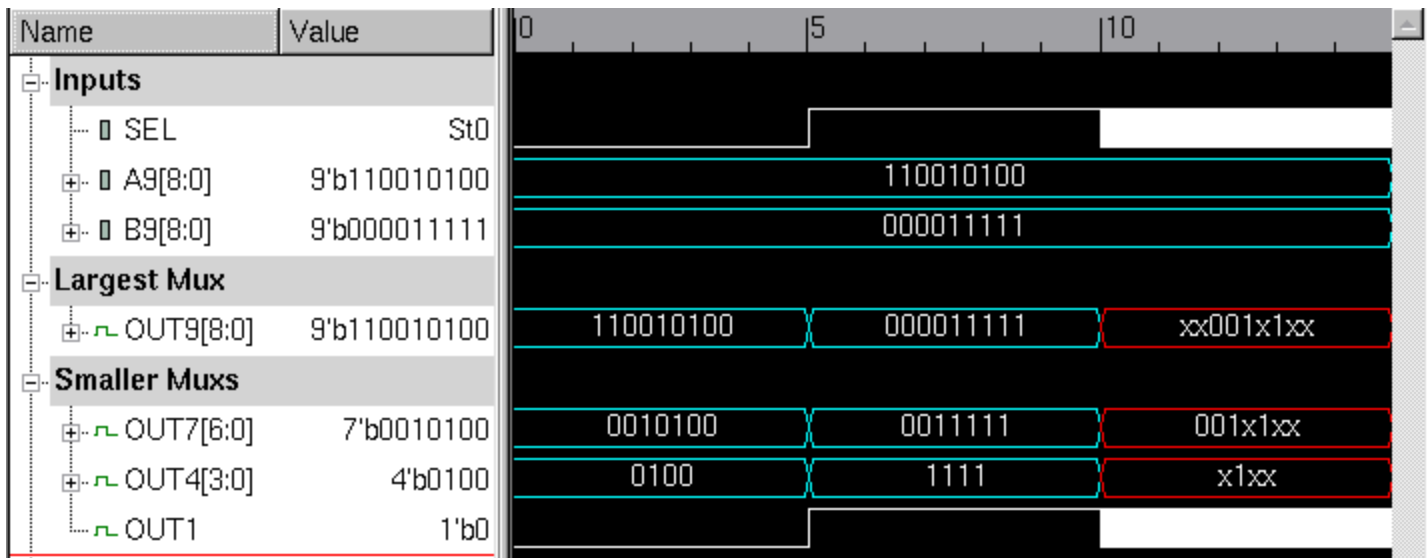 Name Value 0 5 10
Inputs
SEL St0
A9[8:0] 9'b110010100 110010100
B9[8:0] 9'b000011111 000011111
Largest Mux
OUT9[8:0] 9'b110010100 110010100 000011111 xx001x1xx
Smaller Muxs
OUT7[6:0] 7'b0010100 0010100 0011111 001x1xx
OUT4[3:0] 4'b0100 0100 1111 x1xx
OUT1 1'b0